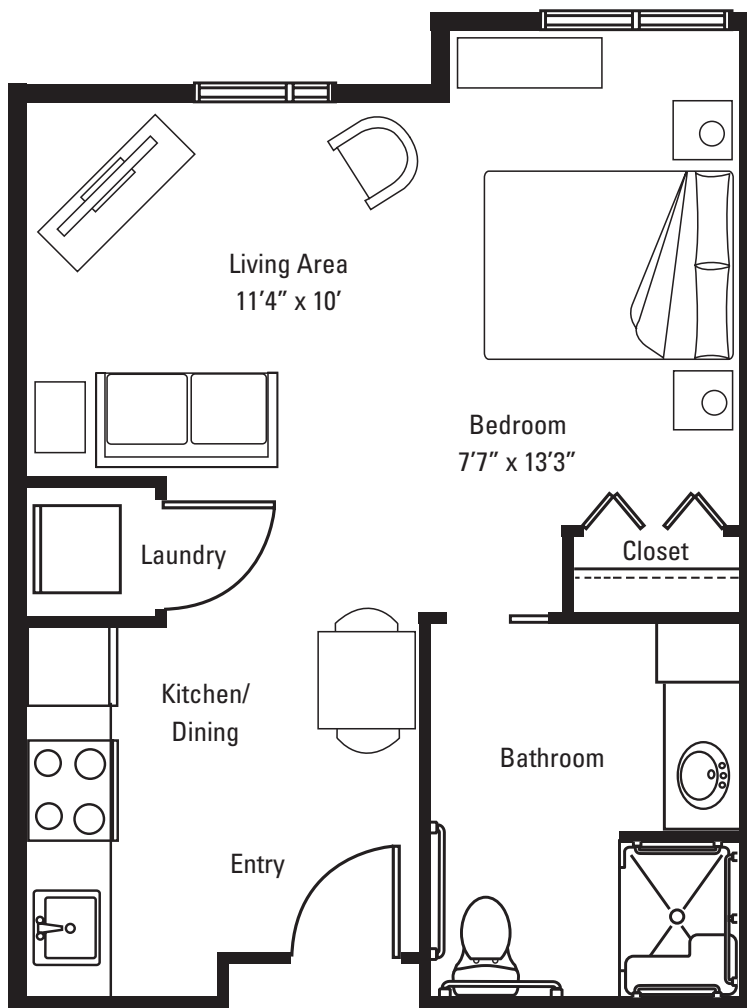 Living Area
11’4” x 10’
Bedroom
7’7” x 13’3”
Laundry
Closet
Kitchen/
Dining
Bathroom
Entry